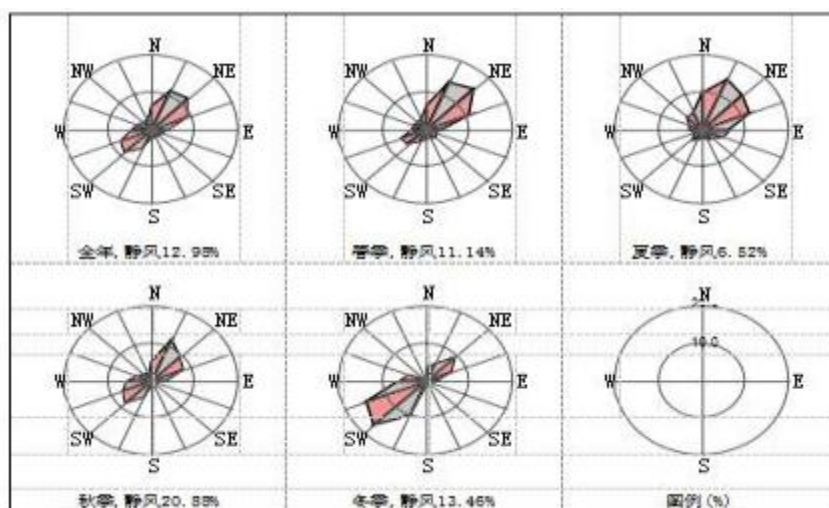 N
NW NE
W E
SW SE
S
全年,静风12.98%
N
NW NE
W E
SW SE
S
春季,静风11.14%
N
NW NE
W E
SW SE
S
夏季,静风6.52%
N
NW NE
W E
SW SE
S
秋季,静风20.88%
N
NW NE
W E
SW SE
S
冬季,静风13.46%
N
10.0
W E
S
图例(%)